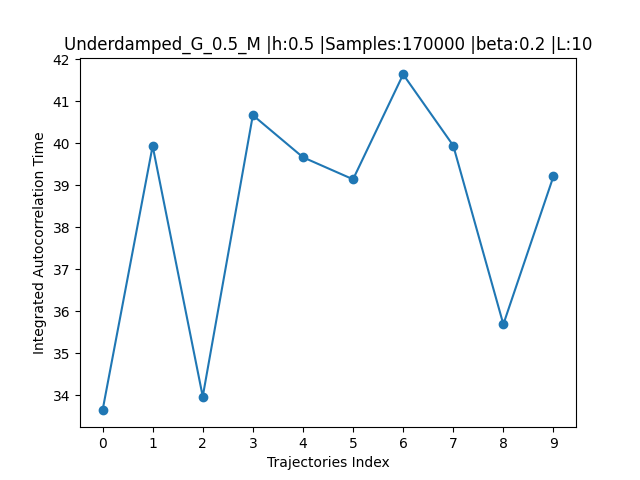 Underdamped_G_0.5_M |h:0.5 |Samples:170000 |beta:0.2 |L:10
42
41
40
39
38
37
36
35
34
Integrated Autocorrelation Time
0 1 2 3 4 5 6 7 8 9
Trajectories Index